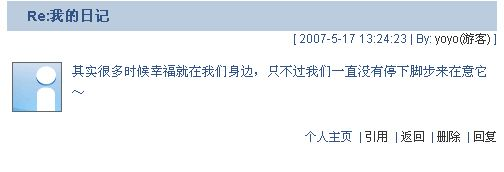 Re:我的日记
[ 2007-5-17 13:24:23 | By: yoyo(游客) ]
其实很多时候幸福就在我们身边，只不过我们一直没有停下脚步来在意它
～
个人主页 | 引用 | 返回 | 删除 | 回复